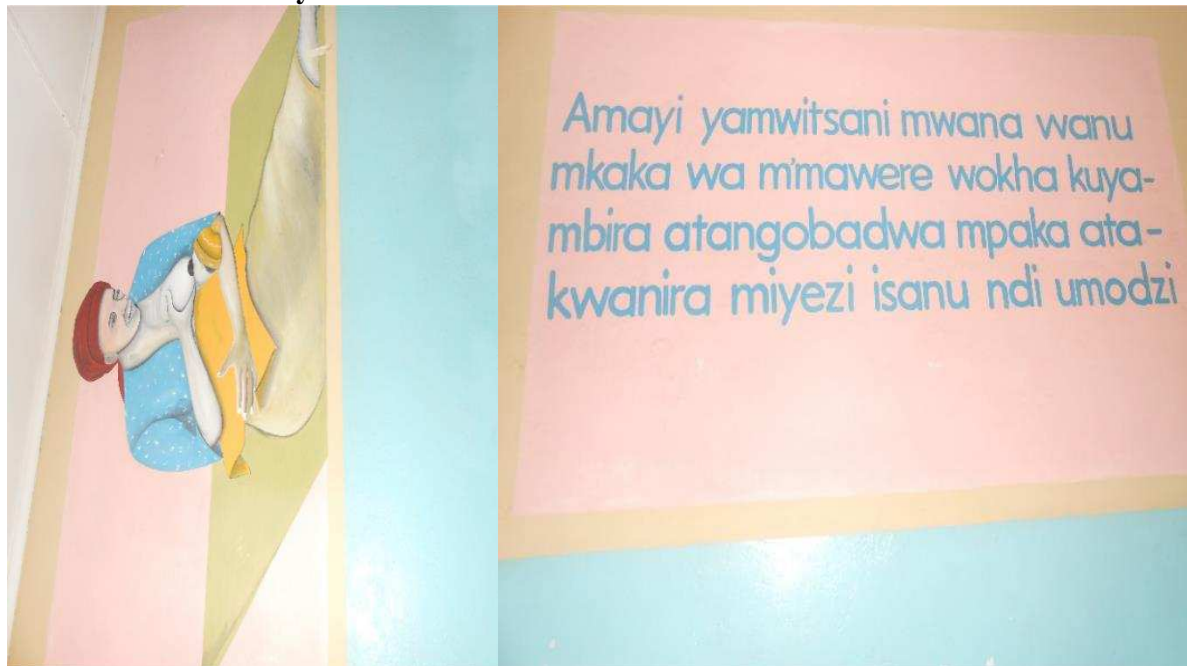 Amayi yamwitsani mwana wanu
mkaka wa m'mawere wokha kuya-
mbira atangobadwa mpaka ata-
kwanira miyezi isanu ndi umodzi